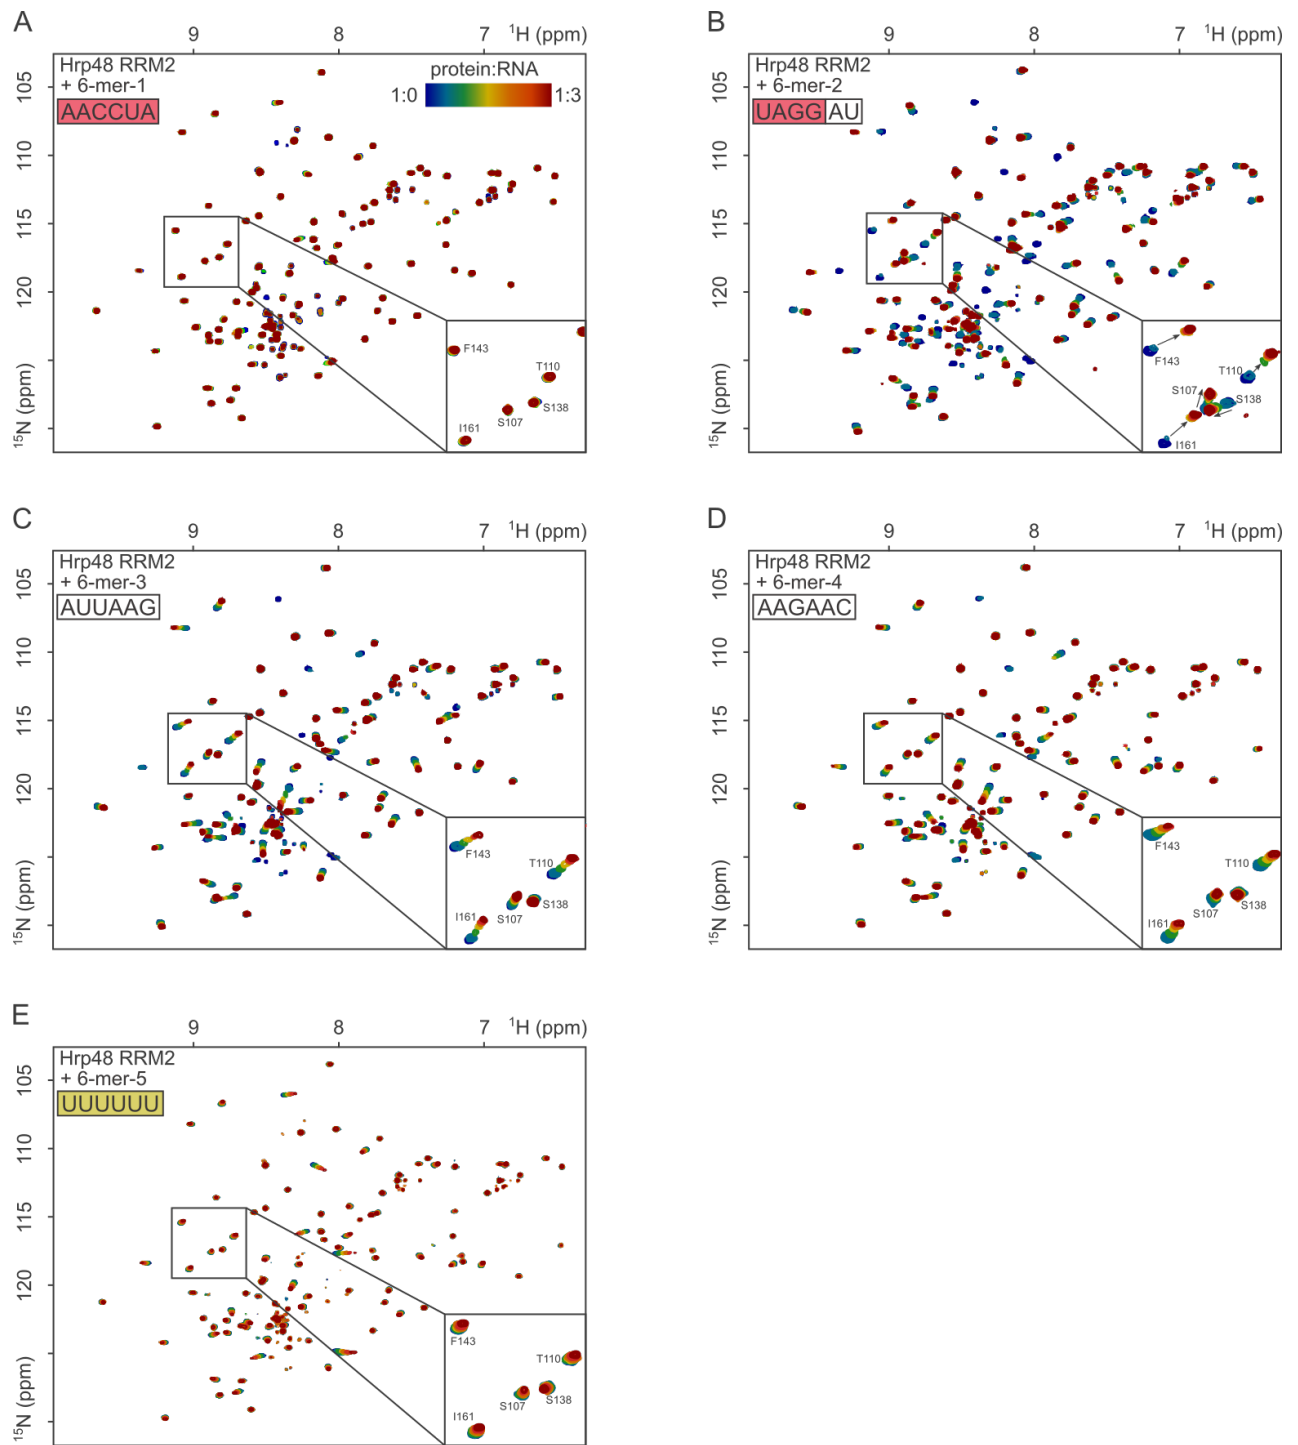 A
9 8 7 ¹H (ppm)
Hrp48 RRM2
+ 6-mer-1
AACCUA
protein:RNA
1:0 1:3
105
110
115
120
¹⁵N (ppm)
F143
T110
S138
S107
I161
B
9 8 7 ¹H (ppm)
Hrp48 RRM2
+ 6-mer-2
UAGGAU
105
110
115
120
¹⁵N (ppm)
F143
T110
S107
S138
I161
C
9 8 7 ¹H (ppm)
Hrp48 RRM2
+ 6-mer-3
AUUAAG
105
110
115
120
¹⁵N (ppm)
F143
T110
I161
S107
S138
D
9 8 7 ¹H (ppm)
Hrp48 RRM2
+ 6-mer-4
AAGAAC
105
110
115
120
¹⁵N (ppm)
F143
T110
I161
S107
S138
E
9 8 7 ¹H (ppm)
Hrp48 RRM2
+ 6-mer-5
UUUUUU
105
110
115
120
¹⁵N (ppm)
F143
T110
S138
S107
I161